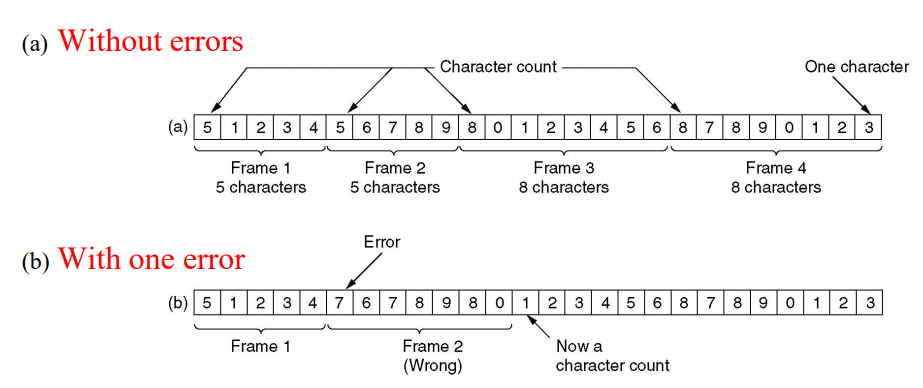 (a) Without errors
Character count
One character
(a) 5 1 2 3 4 5 6 7 8 9 8 0 1 2 3 4 5 6 8 7 8 9 0 1 2 3
Frame 1 Frame 2 Frame 3 Frame 4
5 characters 5 characters 8 characters 8 characters
Error
(b) With one error
(b) 5 1 2 3 4 7 6 7 8 9 8 0 1 2 3 4 5 6 8 7 8 9 0 1 2 3
Frame 1 Frame 2 Now a
(Wrong) character count